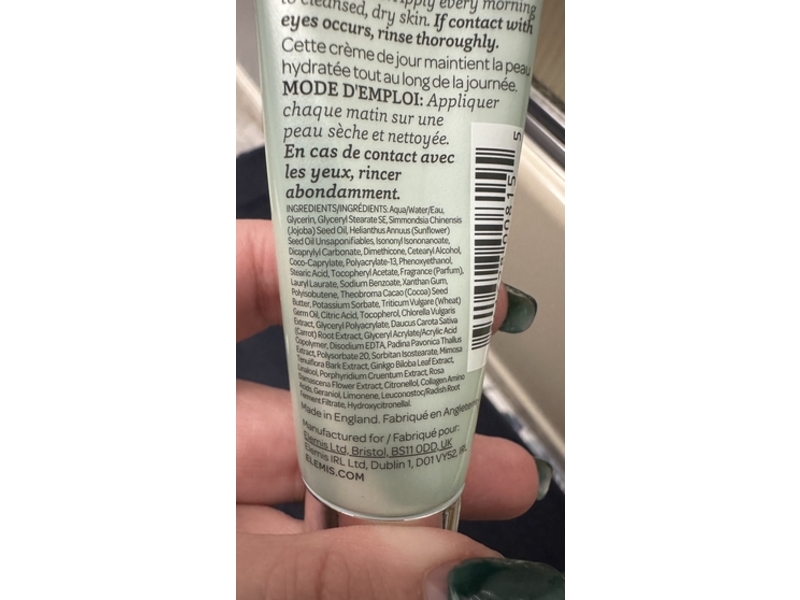 Apply every morning
to cleansed, dry skin. If contact with
eyes occurs, rinse thoroughly.
Cette crème de jour maintient la peau
hydratée tout au long de la journée.
MODE D'EMPLOI: Appliquer
chaque matin sur une
peau sèche et nettoyée.
En cas de contact avec
les yeux, rincer
abondamment.
INGREDIENTS/INGRÉDIENTS: Aqua/Water/Eau,
Glycerin, Glyceryl Stearate SE, Simmondsia Chinensis
(Jojoba) Seed Oil, Helianthus Annuus (Sunflower)
Seed Oil Unsaponifiables, Isononyl Isononanoate,
Dicaprylyl Carbonate, Dimethicone, Cetearyl Alcohol,
Coco-Caprylate, Polyacrylate-13, Phenoxyethanol,
Stearic Acid, Tocopheryl Acetate, Fragrance (Parfum),
Lauryl Laurate, Sodium Benzoate, Xanthan Gum,
Polyisobutene, Theobroma Cacao (Cocoa) Seed
Butter, Potassium Sorbate, Triticum Vulgare (Wheat)
Germ Oil, Citric Acid, Tocopherol, Chlorella Vulgaris
Extract, Glyceryl Polyacrylate, Daucus Carota Sativa
(Carrot) Root Extract, Glyceryl Acrylate/Acrylic Acid
Copolymer, Disodium EDTA, Padina Pavonica Thallus
Extract, Polysorbate 20, Sorbitan Isostearate, Mimosa
Tenuiflora Bark Extract, Ginkgo Biloba Leaf Extract,
Linalool, Porphyridium Cruentum Extract, Rosa
Damascena Flower Extract, Citronellol, Collagen Amino
Acids, Geraniol, Limonene, Leuconostoc/Radish Root
Ferment Filtrate, Hydroxycitronellal.
Made in England. Fabriqué en Angleterre
Manufactured for / Fabriqué pour:
Elemis Ltd, Bristol, BS11 0DD, UK
Elemis IRL Ltd, Dublin 1, D01 VY52, IRL
ELEMIS.COM